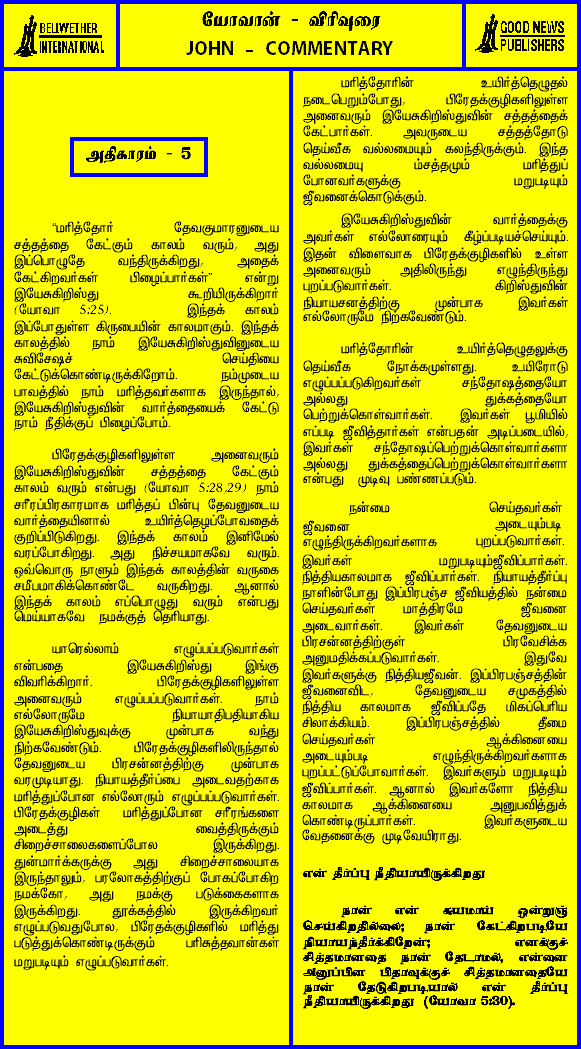 BELWETHER
INTERNATIONAL
யோவான் - விரிவுரை
JOHN - COMMENTARY
GOOD NEWS
PUBLISHERS
அதிகாரம் - 5
“மரித்தோர் தேவகுமாரனுடைய
சத்தத்தை கேட்கும் காலம் வரும், அது
இப்பொழுதே வந்திருக்கிறது, அதைக்
கேட்கிறவர்கள் பிழைப்பார்கள்” என்று
இயேசுகிறிஸ்து கூறியிருக்கிறார்
(யோவா 5:25). இந்தக் காலம்
இப்போதுள்ள கிருபையின் காலமாகும். இந்தக்
காலத்தில் நாம் இயேசுகிறிஸ்துவினுடைய
சுவிசேஷச் செய்தியை
கேட்டுக்கொண்டிருக்கிறோம். நம்முடைய
பாவத்தில் நாம் மரித்தவர்களாக இருந்தால்,
இயேசுகிறிஸ்துவின் வார்த்தையைக் கேட்டு
நாம் நீதிக்குப் பிழைப்போம்.
பிரேதக்குழிகளிலுள்ள அனைவரும்
இயேசுகிறிஸ்துவின் சத்தத்தை கேட்கும்
காலம் வரும் என்பது (யோவா 5:28,29) நாம்
சரீரப்பிரகாரமாக மரித்தப் பின்பு தேவனுடைய
வார்த்தையினால் உயிர்த்தெழப்போவதைக்
குறிப்பிடுகிறது. இந்தக் காலம் இனிமேல்
வரப்போகிறது. அது நிச்சயமாகவே வரும்.
ஒவ்வொரு நாளும் இந்தக் காலத்தின் வருகை
சமீபமாகிக்கொண்டே வருகிறது. ஆனால்
இந்தக் காலம் எப்பொழுது வரும் என்பது
மெய்யாகவே நமக்குத் தெரியாது.
யாரெல்லாம் எழுப்பப்படுவார்கள்
என்பதை இயேசுகிறிஸ்து இங்கு
விவரிக்கிறார். பிரேதக்குழிகளிலுள்ள
அனைவரும் எழுப்பப்படுவார்கள். நாம்
எல்லோருமே நியாயாதிபதியாகிய
இயேசுகிறிஸ்துவுக்கு முன்பாக வந்து
நிற்கவேண்டும். பிரேதக்குழிகளிலிருந்தால்
தேவனுடைய பிரசன்னத்திற்கு முன்பாக
வரமுடியாது. நியாயத்தீர்ப்பை அடைவதற்காக
மரித்துப்போன எல்லோரும் எழுப்பப்படுவார்கள்.
பிரேதக்குழிகள் மரித்துப்போன சரீரங்களை
அடைத்து வைத்திருக்கும்
சிறைச்சாலைகளைப்போல இருக்கிறது.
துன்மார்க்கருக்கு அது சிறைச்சாலையாக
இருந்தாலும், பரலோகத்திற்குப் போகப்போகிற
நமக்கோ, அது நமக்கு படுக்கைகளாக
இருக்கிறது. தூக்கத்தில் இருக்கிறவர்
எழுப்படுவதுபோல, பிரேதக்குழிகளில் மரித்து
படுத்துக்கொண்டிருக்கும் பரிசுத்தவான்கள்
மறுபடியும் எழுப்படுவார்கள்.
மரித்தோரின் உயிர்த்தெழுதல்
நடைபெறும்போது, பிரேதக்குழிகளிலுள்ள
அனைவரும் இயேசுகிறிஸ்துவின் சத்தத்தைக்
கேட்பார்கள். அவருடைய சத்தத்தோடு
தெய்வீக வல்லமையும் கலந்திருக்கும். இந்த
வல்லமையு ம்சத்தமும் மரித்துப்
போனவர்களுக்கு மறுபடியும்
ஜீவனைக்கொடுக்கும்.
இயேசுகிறிஸ்துவின் வார்த்தைக்கு
அவர்கள் எல்லோரையும் கீழ்ப்படியச்செய்யும்.
இதன் விளைவாக பிரேதக்குழிகளில் உள்ள
அனைவரும் அதிலிருந்து எழுந்திருந்து
புறப்படுவார்கள். கிறிஸ்துவின்
நியாயசனத்திற்கு முன்பாக இவர்கள்
எல்லோருமே நிற்கவேண்டும்.
மரித்தோரின் உயிர்த்தெழுதலுக்கு
தெய்வீக நோக்கமுள்ளது. உயிரோடு
எழுப்பப்படுகிறவர்கள் சந்தோஷத்தையோ
அல்லது துக்கத்தையோ
பெற்றுக்கொள்வார்கள். இவர்கள் பூமியில்
எப்படி ஜீவித்தார்கள் என்பதன் அடிப்படையில்,
இவர்கள் சந்தோஷப்பெற்றுக்கொள்வார்களா
அல்லது துக்கத்தைப்பெற்றுக்கொள்வார்களா
என்பது முடிவு பண்ணப்படும்.
நன்மை செய்தவர்கள்
ஜீவனை அடையும்படி
எழுந்திருக்கிறவர்களாக புறப்படுவார்கள்.
இவர்கள் மறுபடியும்ஜீவிப்பார்கள்.
நித்தியகாலமாக ஜீவிப்பார்கள். நியாயத்தீர்ப்பு
நாளின்போது இப்பிரபஞ்ச ஜீவியத்தில் நன்மை
செய்தவர்கள் மாத்திரமே ஜீவனை
அடைவார்கள். இவர்கள் தேவனுடைய
பிரசன்னத்திற்குள் பிரவேசிக்க
அனுமதிக்கப்படுவார்கள். இதுவே
இவர்களுக்கு நித்தியஜீவன். இப்பிரபஞ்சத்தின்
ஜீவனைவிட, தேவனுடைய சமுகத்தில்
நித்திய காலமாக ஜீவிப்பதே மிகப்பெரிய
சிலாக்கியம். இப்பிரபஞ்சத்தில் தீமை
செய்தவர்கள் ஆக்கினையை
அடையும்படி எழுந்திருக்கிறவர்களாக
புறப்பட்டுப்போவார்கள். இவர்களும் மறுபடியும்
ஜீவிப்பார்கள். ஆனால் இவர்களோ நித்திய
காலமாக ஆக்கினையை அனுபவித்துக்
கொண்டிருப்பார்கள். இவர்களுடைய
வேதனைக்கு முடிவேயிராது.
என் தீர்ப்பு நீதியாயிருக்கிறது
நான் என் சுயமாய் ஒன்றுஞ்
செய்கிறதில்லை; நான் கேட்கிறபடியே
நியாயந்தீர்க்கிறேன்; எனக்குச்
சித்தமானதை நான் தேடாமல், என்னை
அனுப்பின பிதாவுக்குச் சித்தமானதையே
நான் தேடுகிறபடியால் என் தீர்ப்பு
நீதியாயிருக்கிறது (யோவா 5:30).